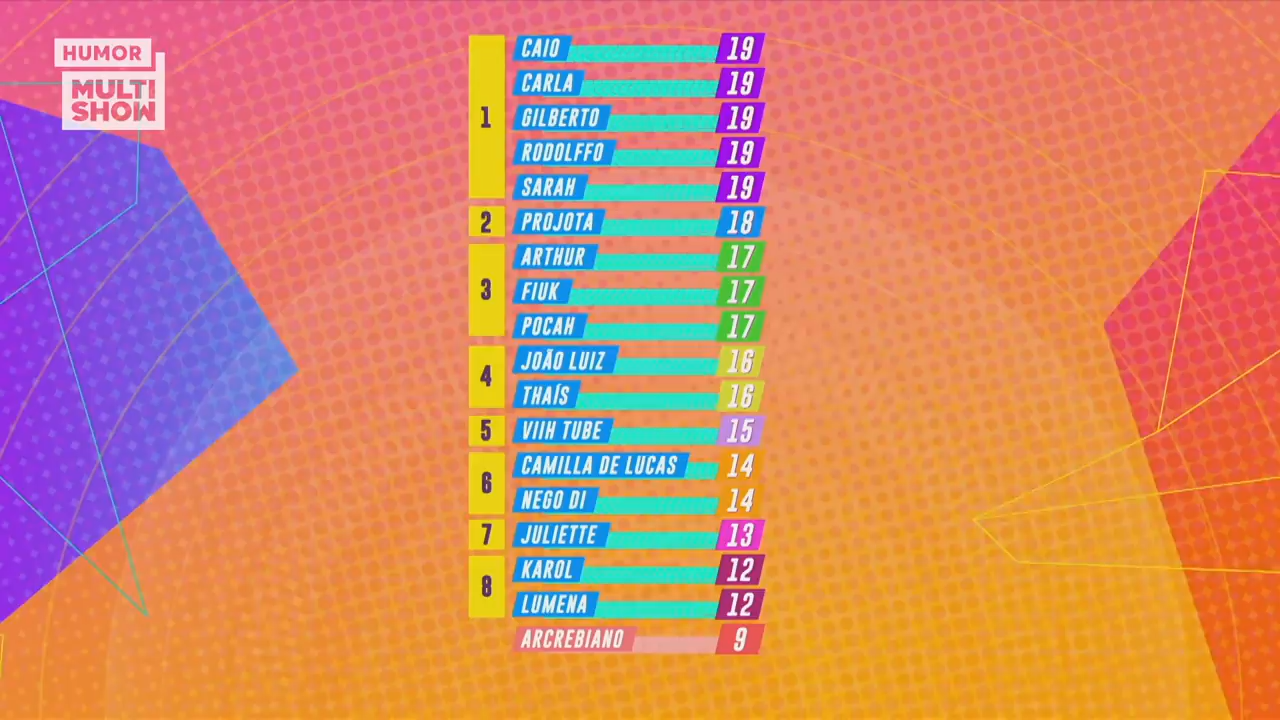 HUMOR
MULTI
SHOW
1
CAIO 19
CARLA 19
GILBERTO 19
RODOLFFO 19
SARAH 19
2
PROJOTA 18
3
ARTHUR 17
FIUK 17
POCAH 17
4
JOÃO LUIZ 16
THAÍS 16
5
VIIH TUBE 15
6
CAMILLA DE LUCAS 14
NEGO DI 14
7
JULIETTE 13
8
KAROL 12
LUMENA 12
ARCREBIANO 9